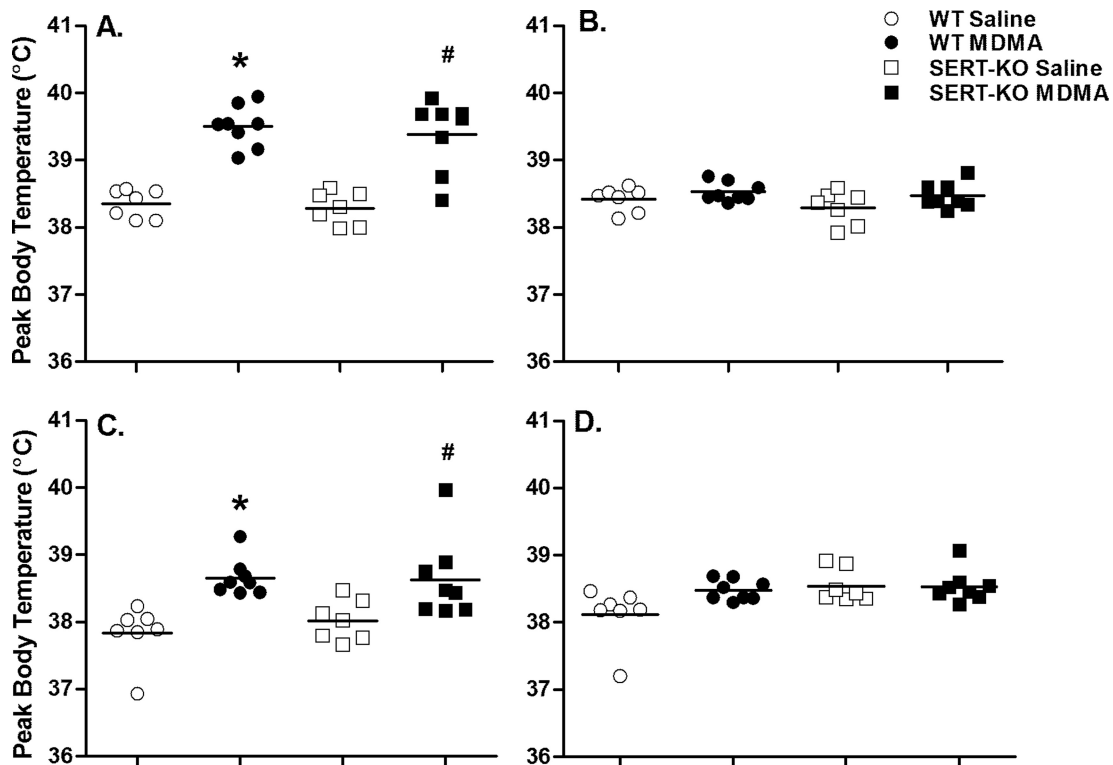 A.
B.
WT Saline
WT MDMA
SERT-KO Saline
SERT-KO MDMA
Peak Body Temperature (°C)
41
40
39
38
37
36
*
#
41
40
39
38
37
36
C.
D.
Peak Body Temperature (°C)
41
40
39
38
37
36
*
#
41
40
39
38
37
36